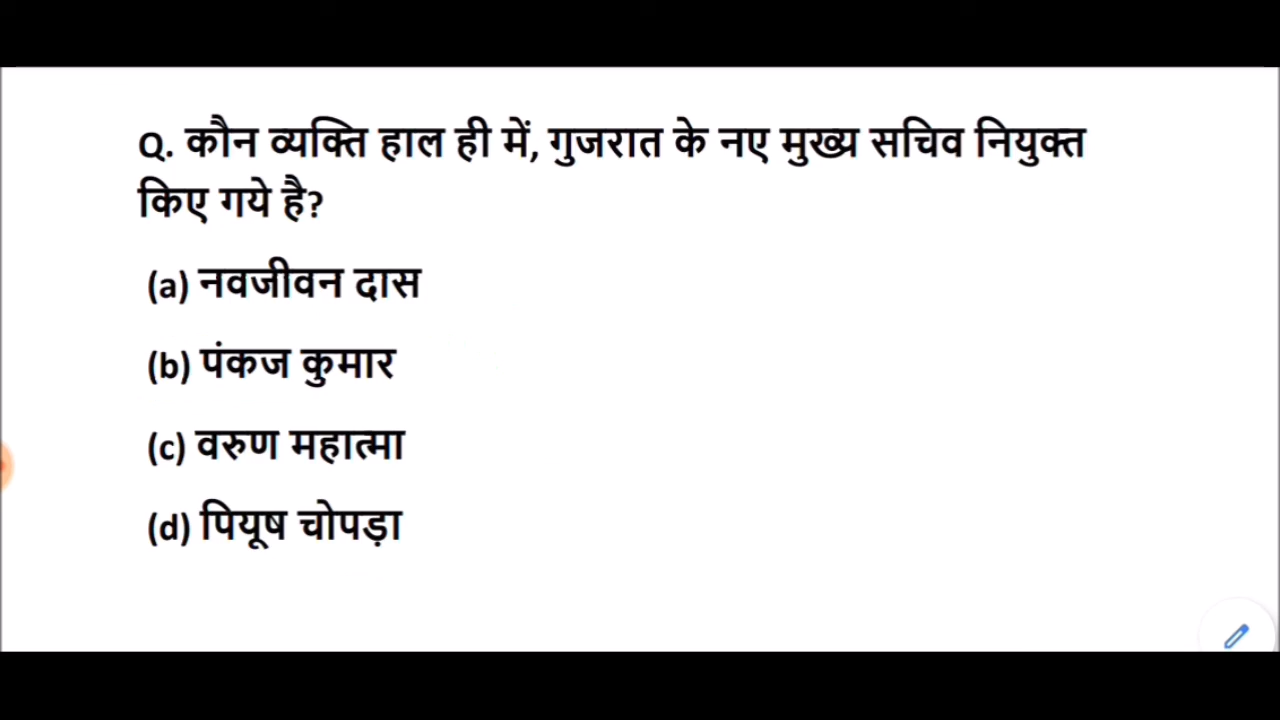 Q. कौन व्यक्ति हाल ही में, गुजरात के नए मुख्य सचिव नियुक्त
किए गये है?
(a) नवजीवन दास
(b) पंकज कुमार
(c) वरुण महात्मा
(d) पियूष चोपड़ा